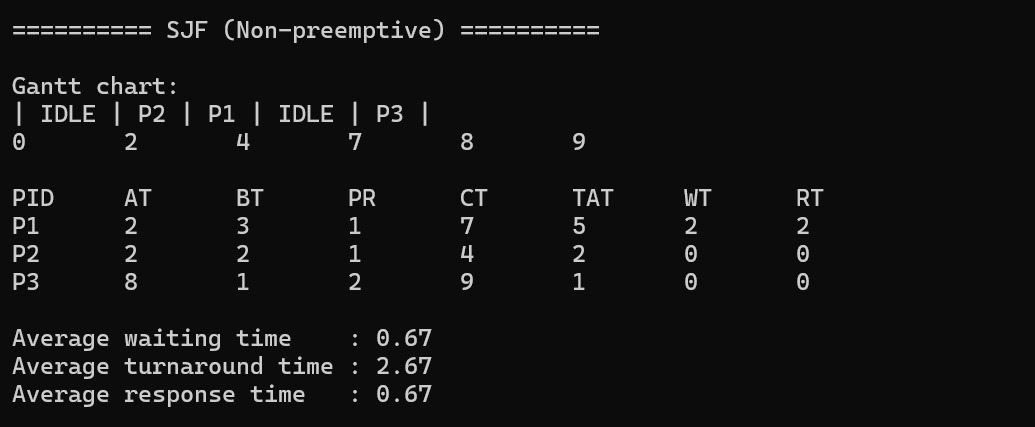 ========== SJF (Non-preemptive) ==========
Gantt chart:
| IDLE | P2 | P1 | IDLE | P3 |
0       2       4       7       8       9
PID     AT      BT      PR      CT      TAT     WT      RT
P1      2       3       1       7       5       2       2
P2      2       2       1       4       2       0       0
P3      8       1       2       9       1       0       0
Average waiting time    : 0.67
Average turnaround time : 2.67
Average response time   : 0.67